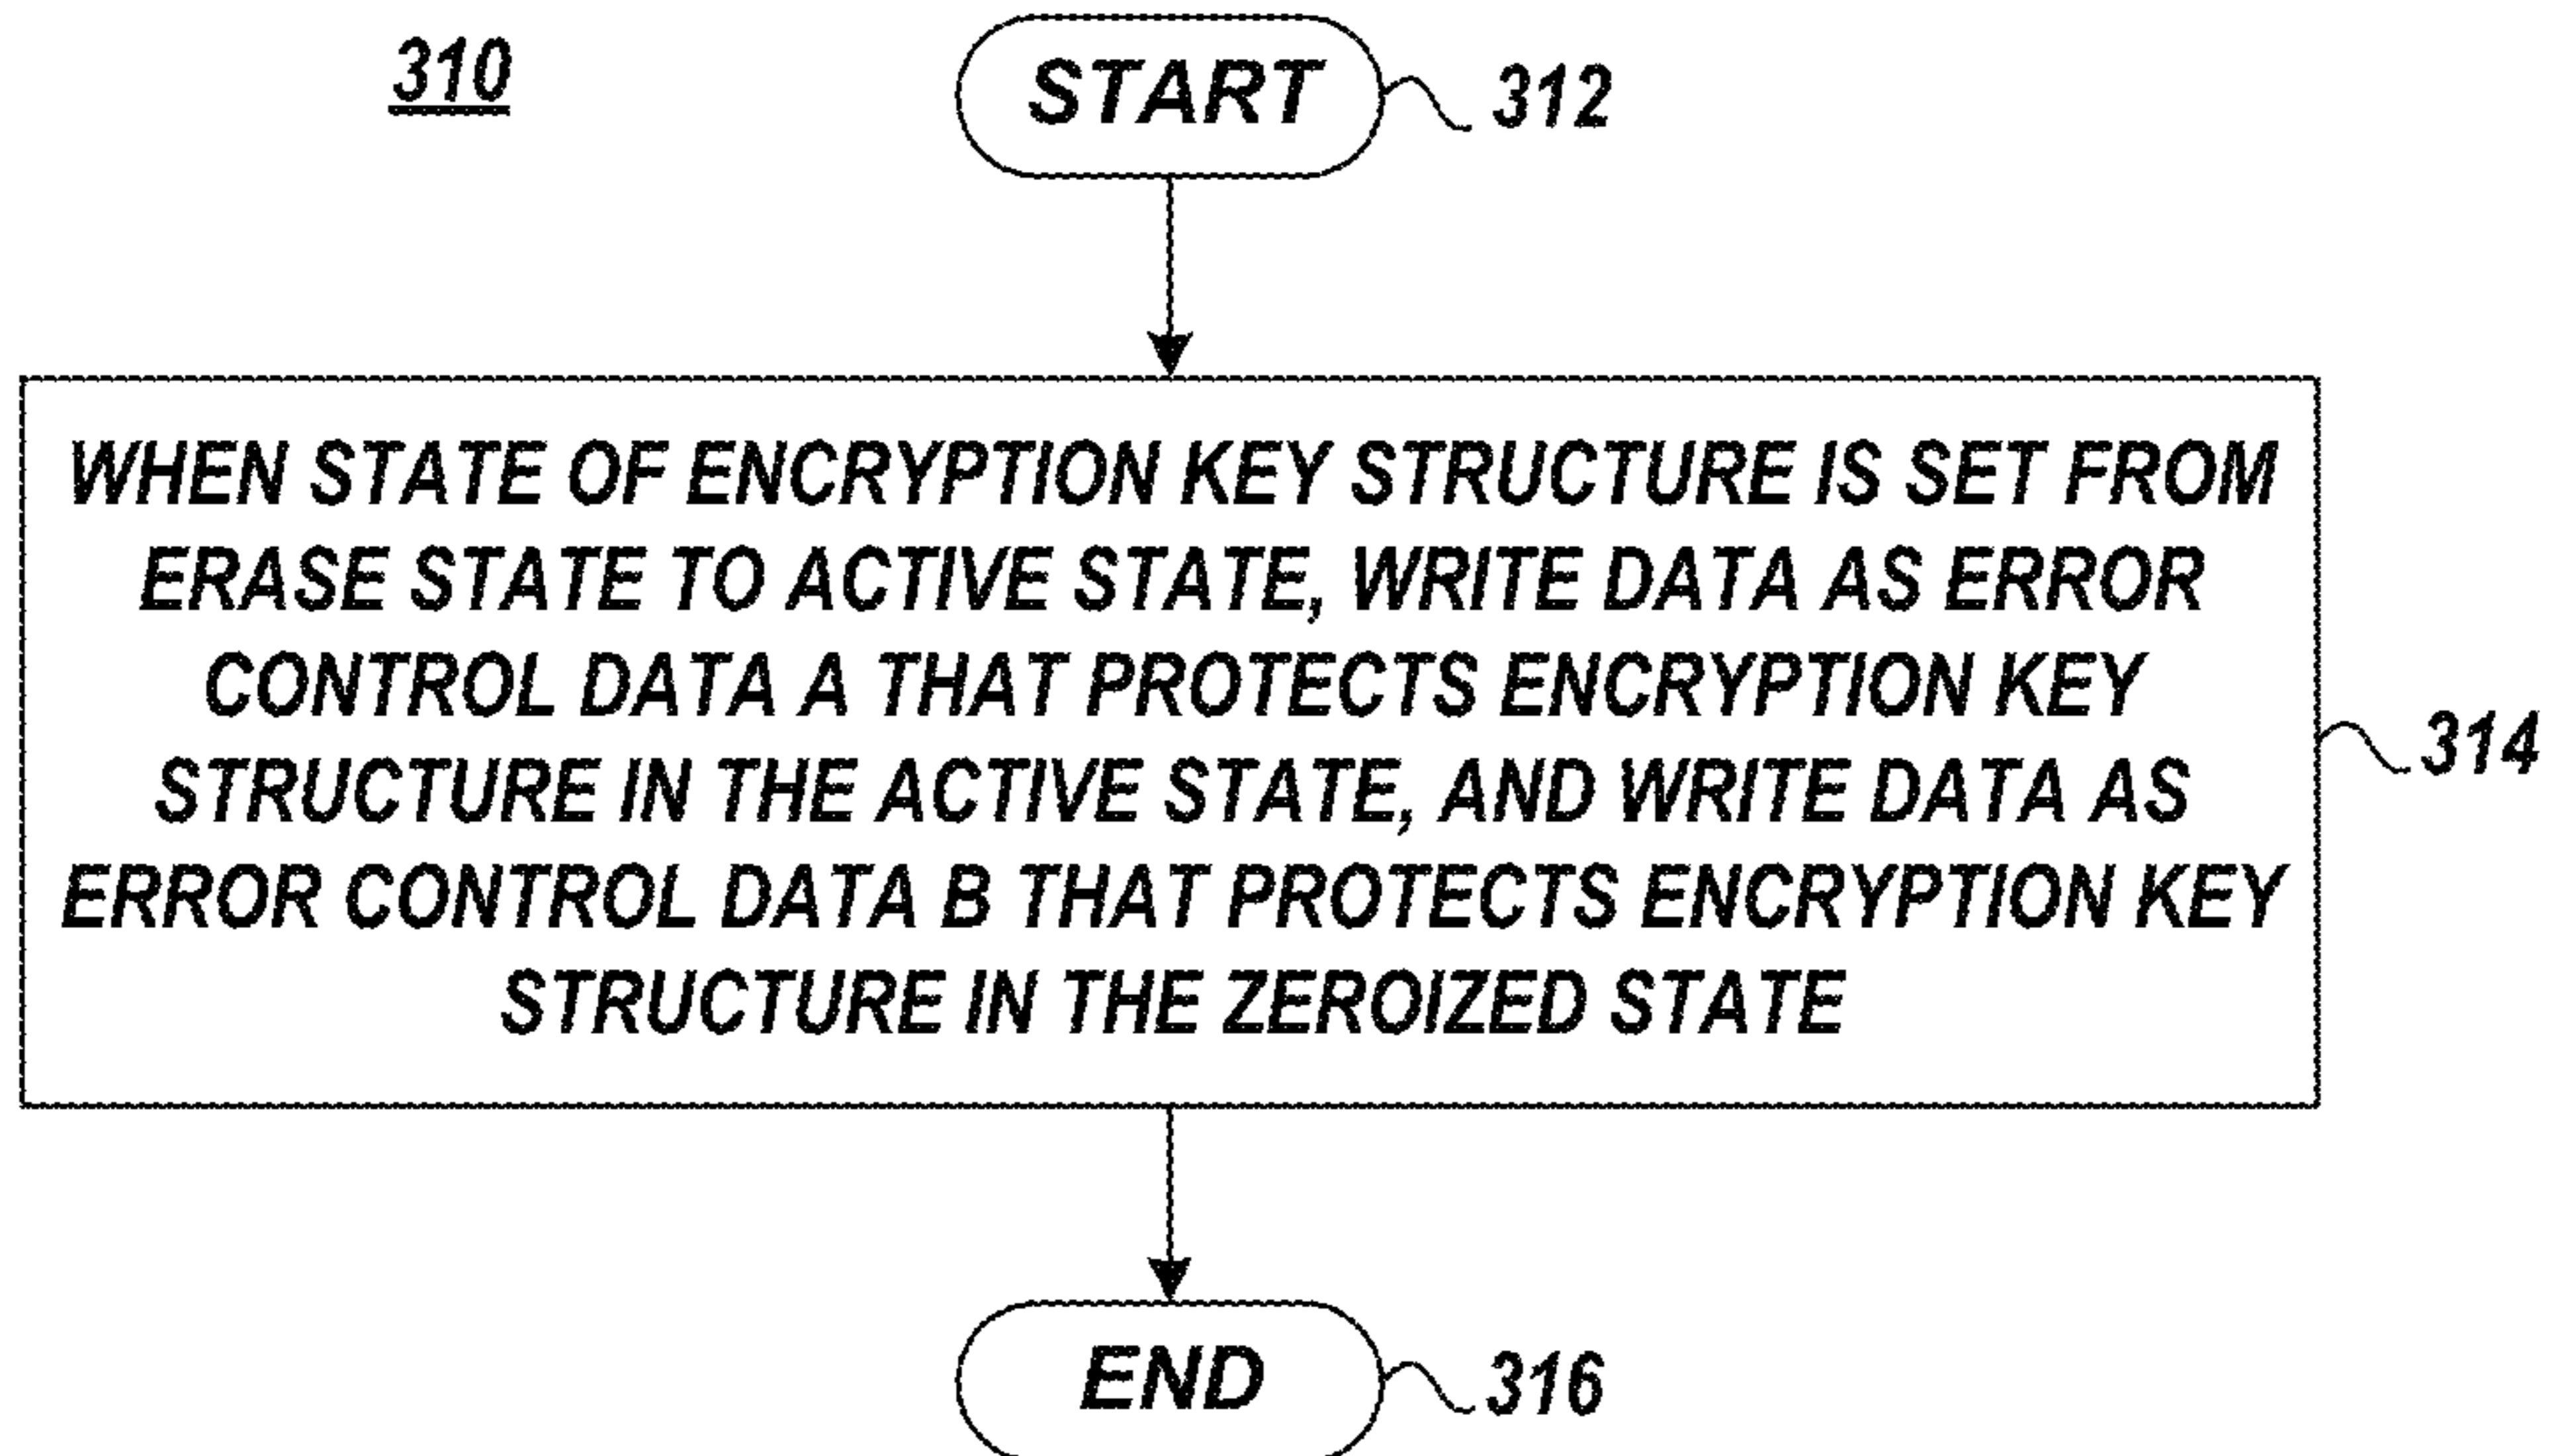 310
START
312
WHEN STATE OF ENCRYPTION KEY STRUCTURE IS SET FROM
ERASE STATE TO ACTIVE STATE, WRITE DATA AS ERROR
CONTROL DATA A THAT PROTECTS ENCRYPTION KEY
STRUCTURE IN THE ACTIVE STATE, AND WRITE DATA AS
ERROR CONTROL DATA B THAT PROTECTS ENCRYPTION KEY
STRUCTURE IN THE ZEROIZED STATE
314
END
316